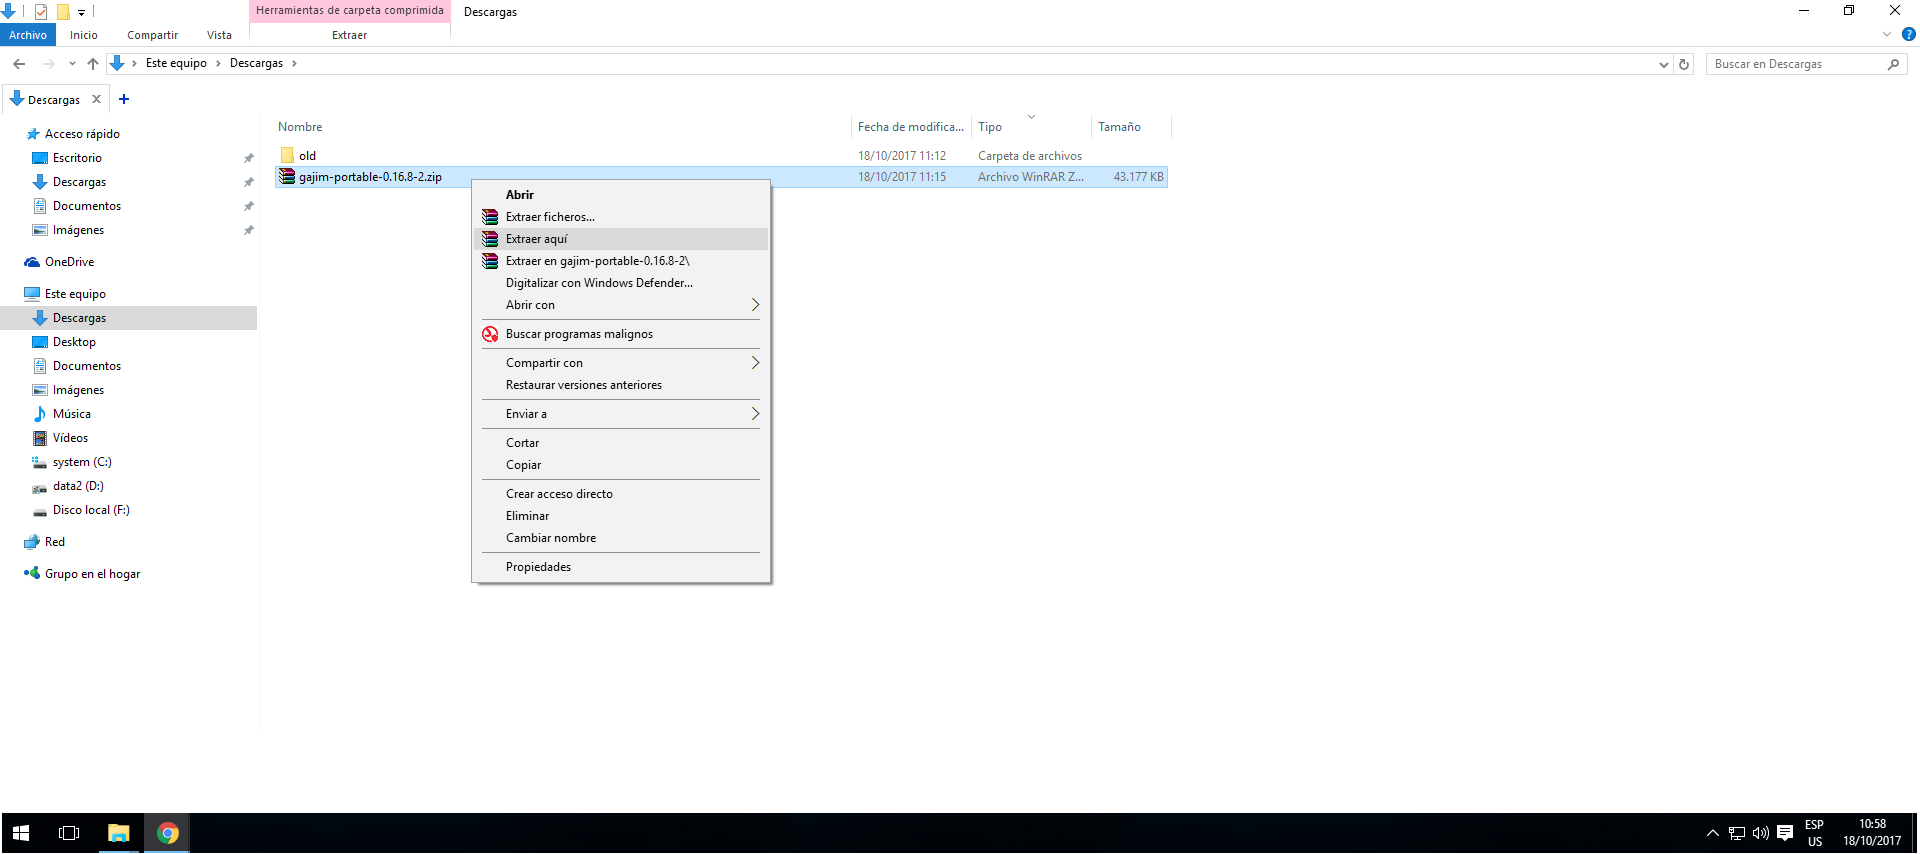 Herramientas de carpeta comprimida
Descargas
Archivo
Inicio
Compartir
Vista
Extraer
Este equipo
Descargas
Buscar en Descargas
Descargas
Nombre
Fecha de modifica...
Tipo
Tamaño
old
18/10/2017 11:12
Carpeta de archivos
gajim-portable-0.16.8-2.zip
18/10/2017 11:15
Archivo WinRAR Z...
43.177 KB
Acceso rápido
Escritorio
Descargas
Documentos
Imágenes
OneDrive
Este equipo
Descargas
Desktop
Documentos
Imágenes
Música
Vídeos
system (C:)
data2 (D:)
Disco local (F:)
Red
Grupo en el hogar
Abrir
Extraer ficheros...
Extraer aquí
Extraer en gajim-portable-0.16.8-2\
Digitalizar con Windows Defender...
Abrir con
Buscar programas malignos
Compartir con
Restaurar versiones anteriores
Enviar a
Cortar
Copiar
Crear acceso directo
Eliminar
Cambiar nombre
Propiedades
ESP
US
10:58
18/10/2017